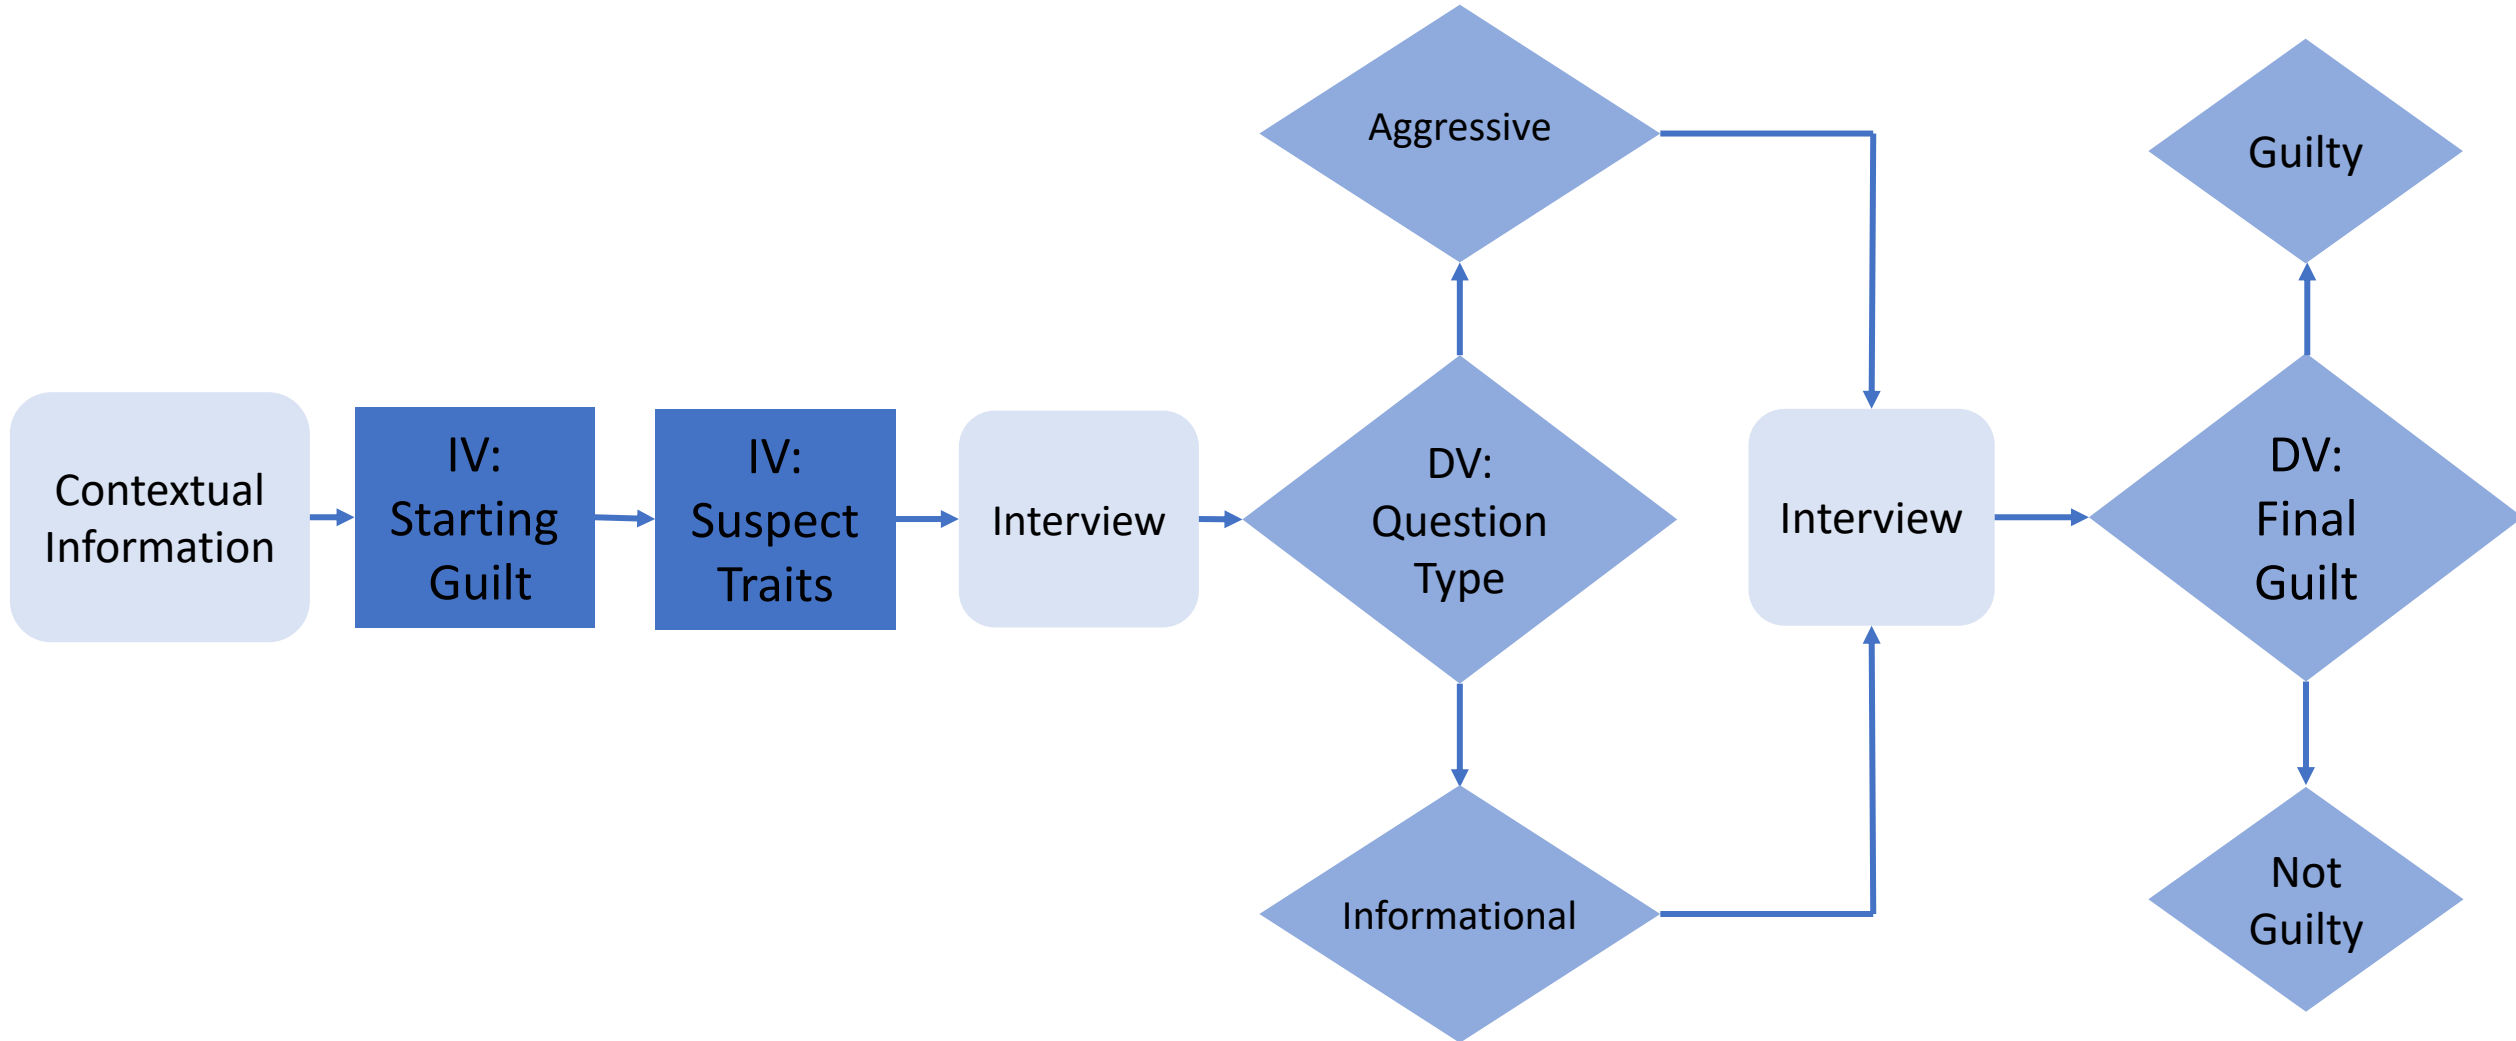 Contextual
Information
IV:
Starting
Guilt
IV:
Suspect
Traits
Interview
Aggressive
DV:
Question
Type
Informational
Interview
Guilty
DV:
Final
Guilt
Not
Guilty